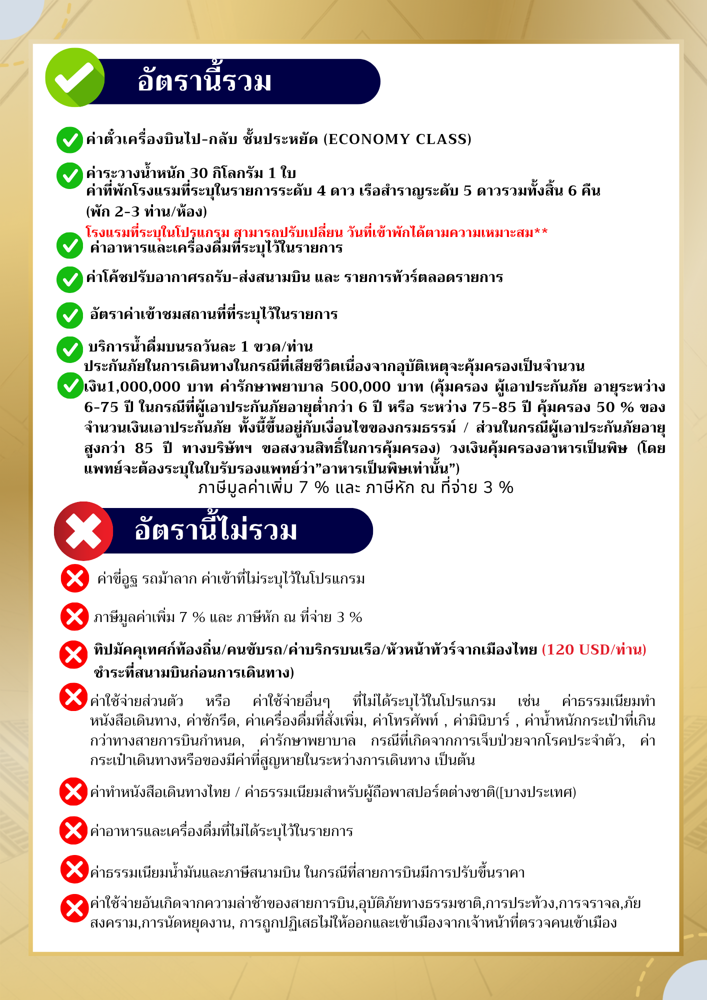 อัตรานี้รวม
ค่าตั๋วเครื่องบินไป-กลับ ชั้นประหยัด (ECONOMY CLASS)
ค่าระวางน้ำหนัก 30 กิโลกรัม 1 ใบ
ค่าที่พักโรงแรมที่ระบุในรายการระดับ 4 ดาว เรือสำราญระดับ 5 ดาวรวมทั้งสิ้น 6 คืน
(พัก 2-3 ท่าน/ห้อง)
โรงแรมที่ระบุในโปรแกรม สามารถปรับเปลี่ยน วันที่เข้าพักได้ตามความเหมาะสม**
ค่าอาหารและเครื่องดื่มที่ระบุไว้ในรายการ
ค่าโค้ชปรับอากาศรถรับ-ส่งสนามบิน และ รายการทัวร์ตลอดรายการ
อัตราค่าเข้าชมสถานที่ที่ระบุไว้ในรายการ
บริการน้ำดื่มบนรถวันละ 1 ขวด/ท่าน
ประกันภัยในการเดินทางในกรณีที่เสียชีวิตเนื่องจากอุบัติเหตุจะคุ้มครองเป็นจำนวน
เงิน1,000,000 บาท ค่ารักษาพยาบาล 500,000 บาท (คุ้มครอง ผู้เอาประกันภัย อายุระหว่าง
6-75 ปี ในกรณีที่ผู้เอาประกันภัยอายุต่ำกว่า 6 ปี หรือ ระหว่าง 75-85 ปี คุ้มครอง 50 % ของ
จำนวนเงินเอาประกันภัย ทั้งนี้ขึ้นอยู่กับเงื่อนไขของกรมธรรม์ / ส่วนในกรณีผู้เอาประกันภัยอายุ
สูงกว่า 85 ปี ทางบริษัทฯ ขอสงวนสิทธิ์ในการคุ้มครอง) วงเงินคุ้มครองอาหารเป็นพิษ (โดย
แพทย์จะต้องระบุในใบรับรองแพทย์ว่า”อาหารเป็นพิษเท่านั้น”)
ภาษีมูลค่าเพิ่ม 7 % และ ภาษีหัก ณ ที่จ่าย 3 %
อัตรานี้ไม่รวม
ค่าขี่อูฐ รถม้าลาก ค่าเข้าที่ไม่ระบุไว้ในโปรแกรม
ภาษีมูลค่าเพิ่ม 7 % และ ภาษีหัก ณ ที่จ่าย 3 %
ทิปมัคคุเทศก์ท้องถิ่น/คนขับรถ/ค่าบริกรบนเรือ/หัวหน้าทัวร์จากเมืองไทย (120 USD/ท่าน)
ชำระที่สนามบินก่อนการเดินทาง)
ค่าใช้จ่ายส่วนตัว หรือ ค่าใช้จ่ายอื่นๆ ที่ไม่ได้ระบุไว้ในโปรแกรม เช่น ค่าธรรมเนียมทำ
หนังสือเดินทาง, ค่าซักรีด, ค่าเครื่องดื่มที่สั่งเพิ่ม, ค่าโทรศัพท์ , ค่ามินิบาร์ , ค่าน้ำหนักกระเป๋าที่เกิน
กว่าทางสายการบินกำหนด, ค่ารักษาพยาบาล กรณีที่เกิดจากการเจ็บป่วยจากโรคประจำตัว, ค่า
กระเป๋าเดินทางหรือของมีค่าที่สูญหายในระหว่างการเดินทาง เป็นต้น
ค่าทำหนังสือเดินทางไทย / ค่าธรรมเนียมสำหรับผู้ถือพาสปอร์ตต่างชาติ([บางประเทศ)
ค่าอาหารและเครื่องดื่มที่ไม่ได้ระบุไว้ในรายการ
ค่าธรรมเนียมน้ำมันและภาษีสนามบิน ในกรณีที่สายการบินมีการปรับขึ้นราคา
ค่าใช้จ่ายอันเกิดจากความล่าช้าของสายการบิน,อุบัติภัยทางธรรมชาติ,การประท้วง,การจราจล,ภัย
สงคราม,การนัดหยุดงาน, การถูกปฏิเสธไม่ให้ออกและเข้าเมืองจากเจ้าหน้าที่ตรวจคนเข้าเมือง